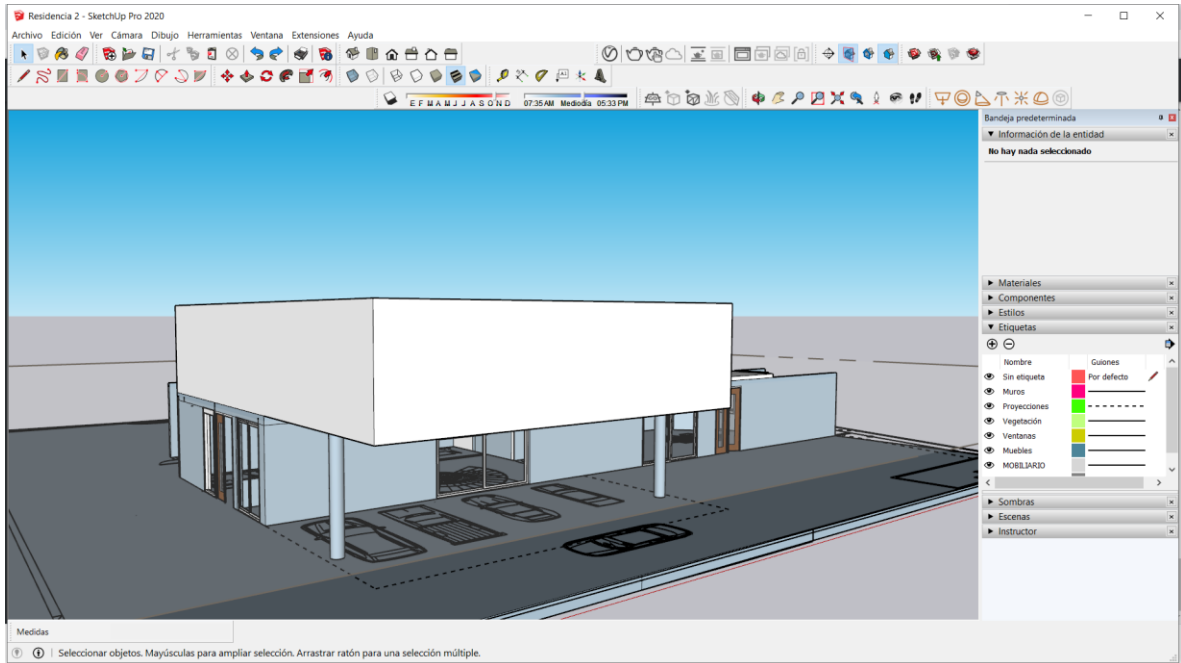 Residencia 2 - SketchUp Pro 2020
Archivo Edición Ver Cámara Dibujo Herramientas Ventana Extensiones Ayuda
E F M A M J J A S O N D 07:35 AM Mediodía 05:33 PM
Bandeja predeterminada
Información de la entidad
No hay nada seleccionado
Materiales
Componentes
Estilos
Etiquetas
Nombre Guiones
Sin etiqueta Por defecto
Muros
Proyecciones
Vegetación
Ventanas
Muebles
MOBILIARIO
Sombras
Escenas
Instructor
Medidas
Seleccionar objetos. Mayúsculas para ampliar selección. Arrastrar ratón para una selección múltiple.